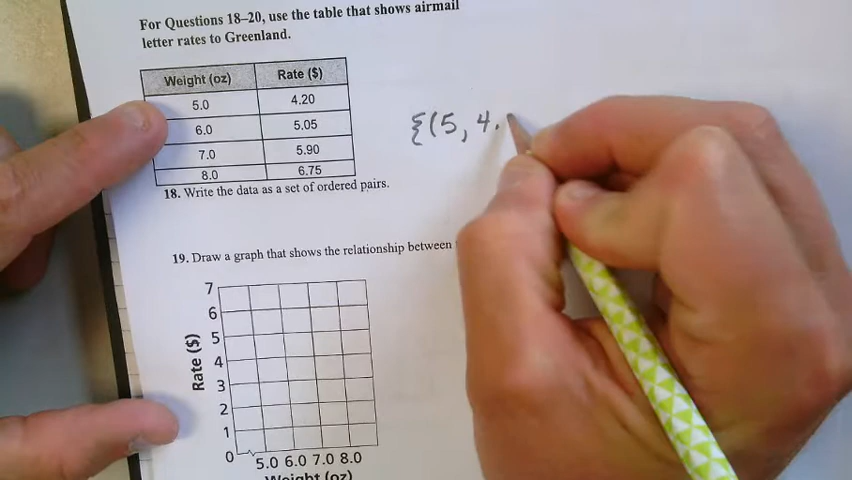 For Questions 18–20, use the table that shows airmail
letter rates to Greenland.
Weight (oz) Rate ($)
5.0 4.20
6.0 5.05
7.0 5.90
8.0 6.75
{(5, 4.
18. Write the data as a set of ordered pairs.
19. Draw a graph that shows the relationship between
7
6
5
4
3
2
1
0
Rate ($)
5.0 6.0 7.0 8.0
Weight (oz)